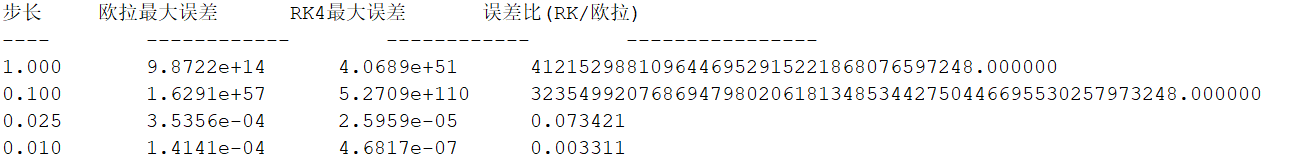 步长 欧拉最大误差 RK4最大误差 误差比(RK/欧拉)
---- ------------ ------------ ----------------
1.000 9.8722e+14 4.0689e+51 4121529881096446952915221868076597248.000000
0.100 1.6291e+57 5.2709e+110 323549920768694798020618134853442750446695530257973248.000000
0.025 3.5356e-04 2.5959e-05 0.073421
0.010 1.4141e-04 4.6817e-07 0.003311